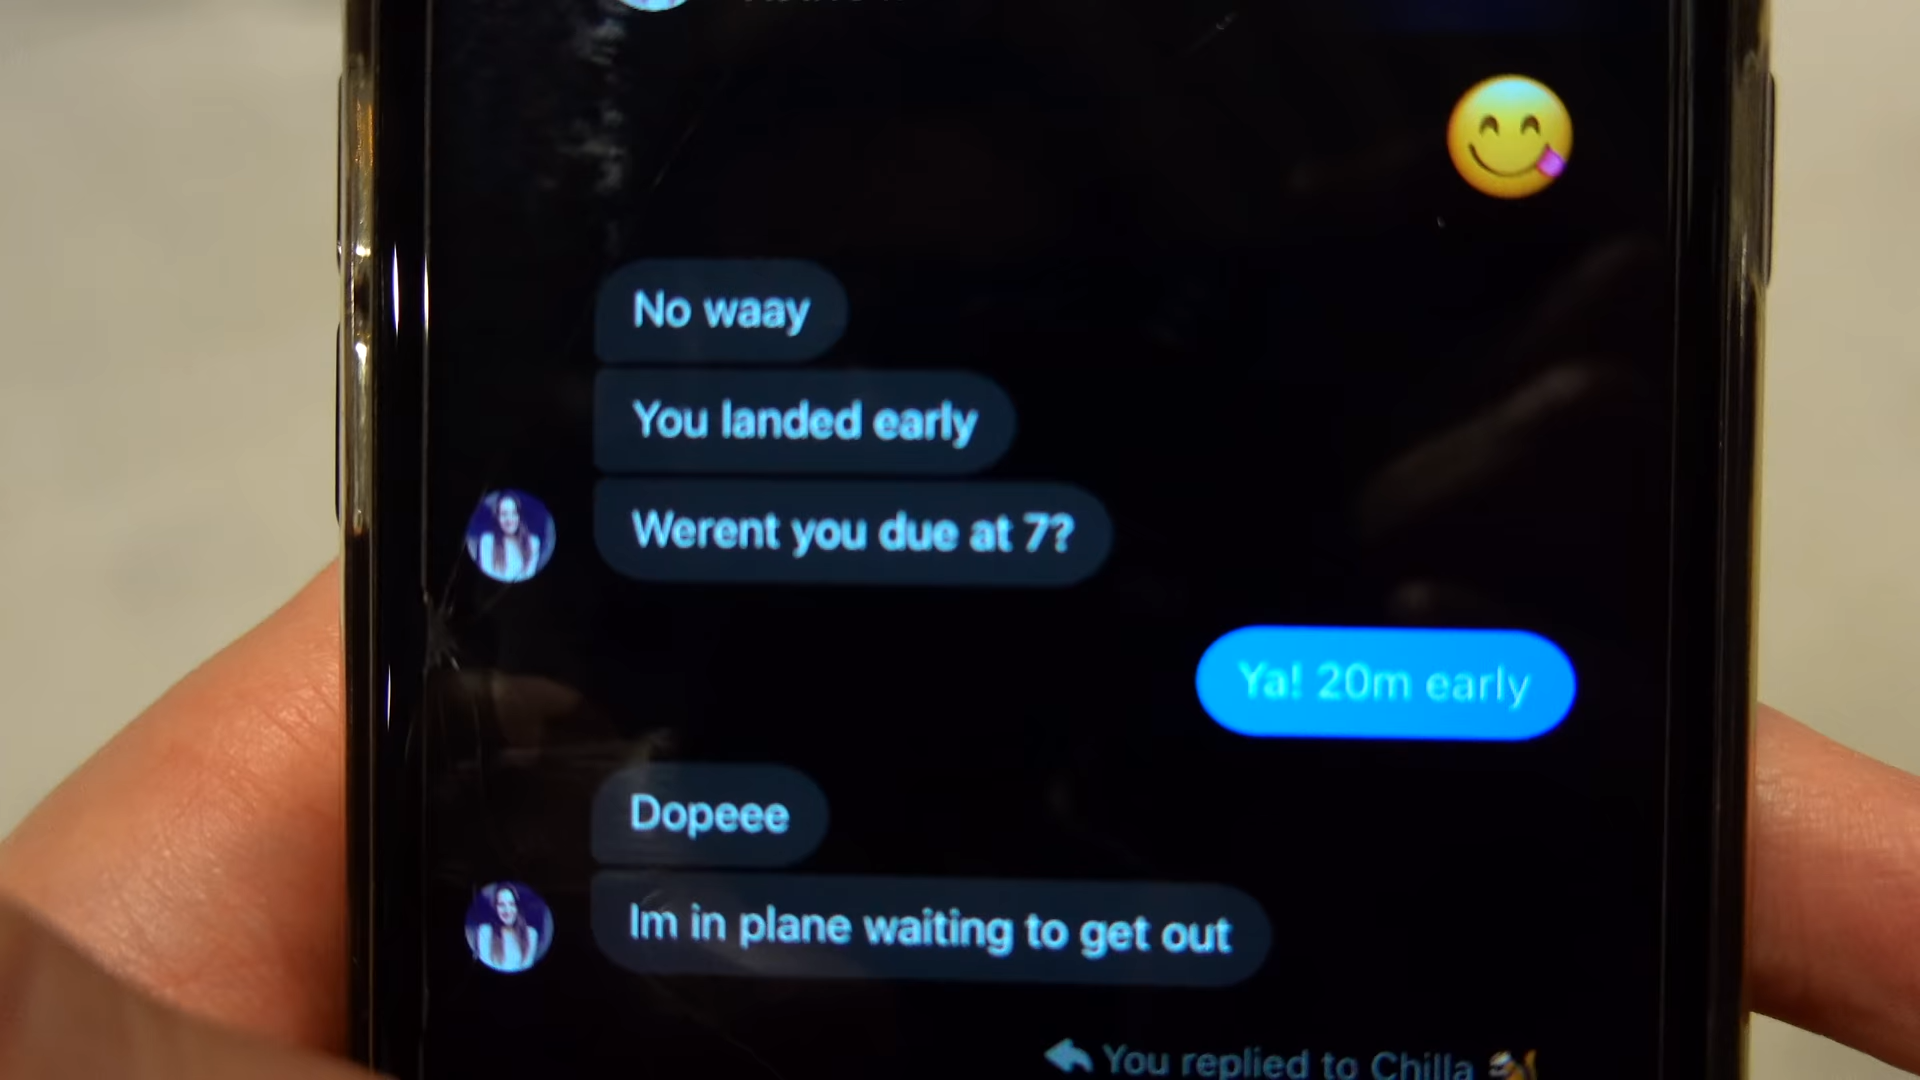 No waay
You landed early
Werent you due at 7?
Ya! 20m early
Dopeee
Im in plane waiting to get out
You replied to Chilla